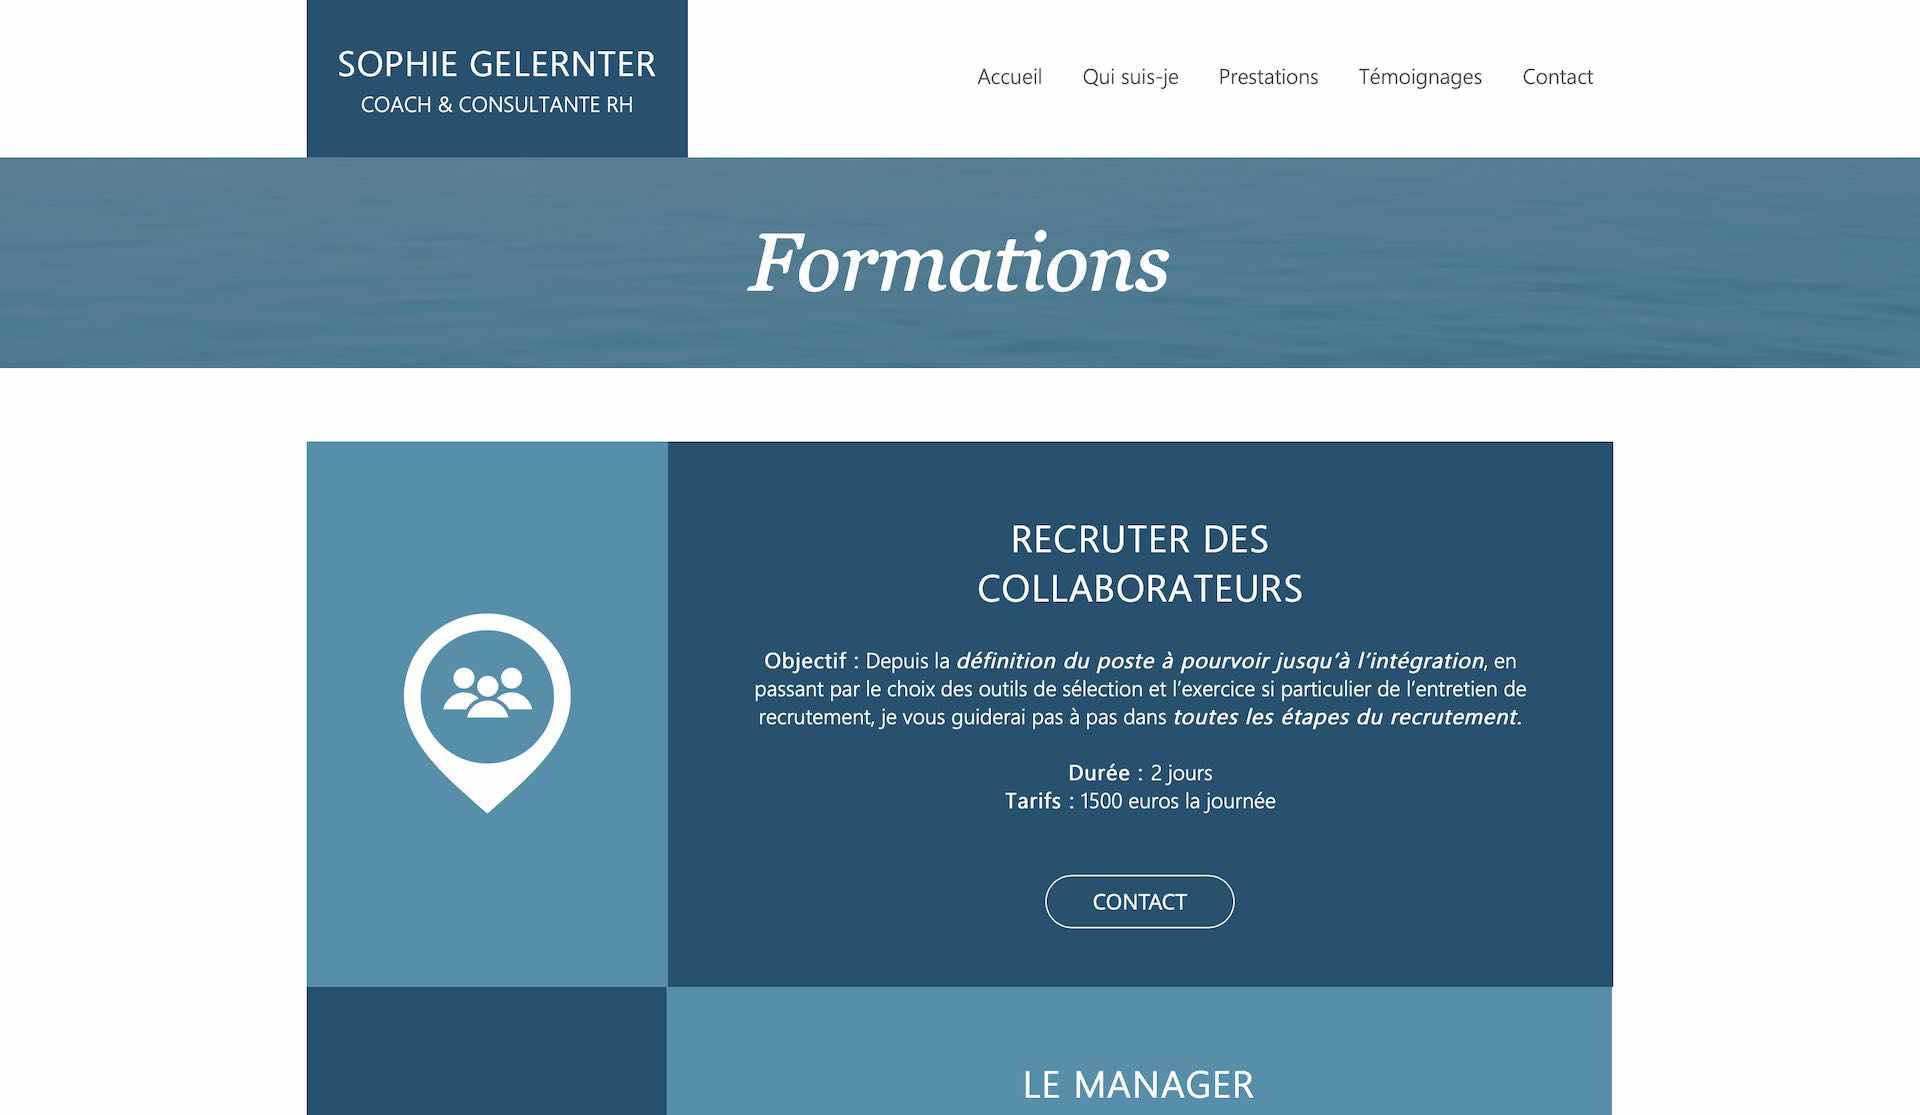 SOPHIE GELERNTER
COACH & CONSULTANTE RH
Accueil Qui suis-je Prestations Témoignages Contact
Formations
RECRUTER DES
COLLABORATEURS
Objectif : Depuis la définition du poste à pourvoir jusqu’à l’intégration, en
passant par le choix des outils de sélection et l’exercice si particulier de l’entretien de
recrutement, je vous guiderai pas à pas dans toutes les étapes du recrutement.
Durée : 2 jours
Tarifs : 1500 euros la journée
CONTACT
LE MANAGER